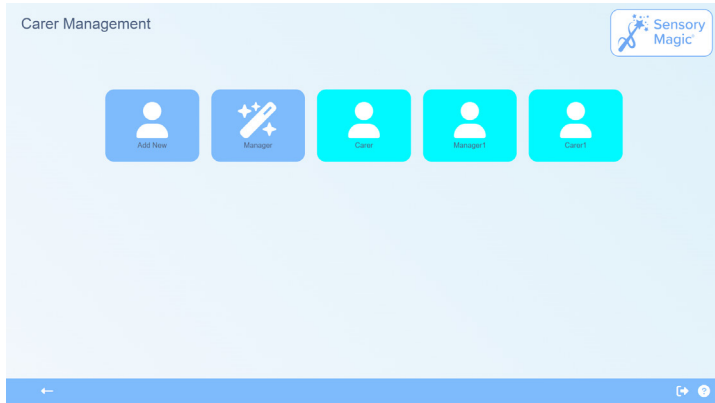 Carer Management
Sensory
Magic
Add New
Manager
Carer
Manager1
Carer1
?